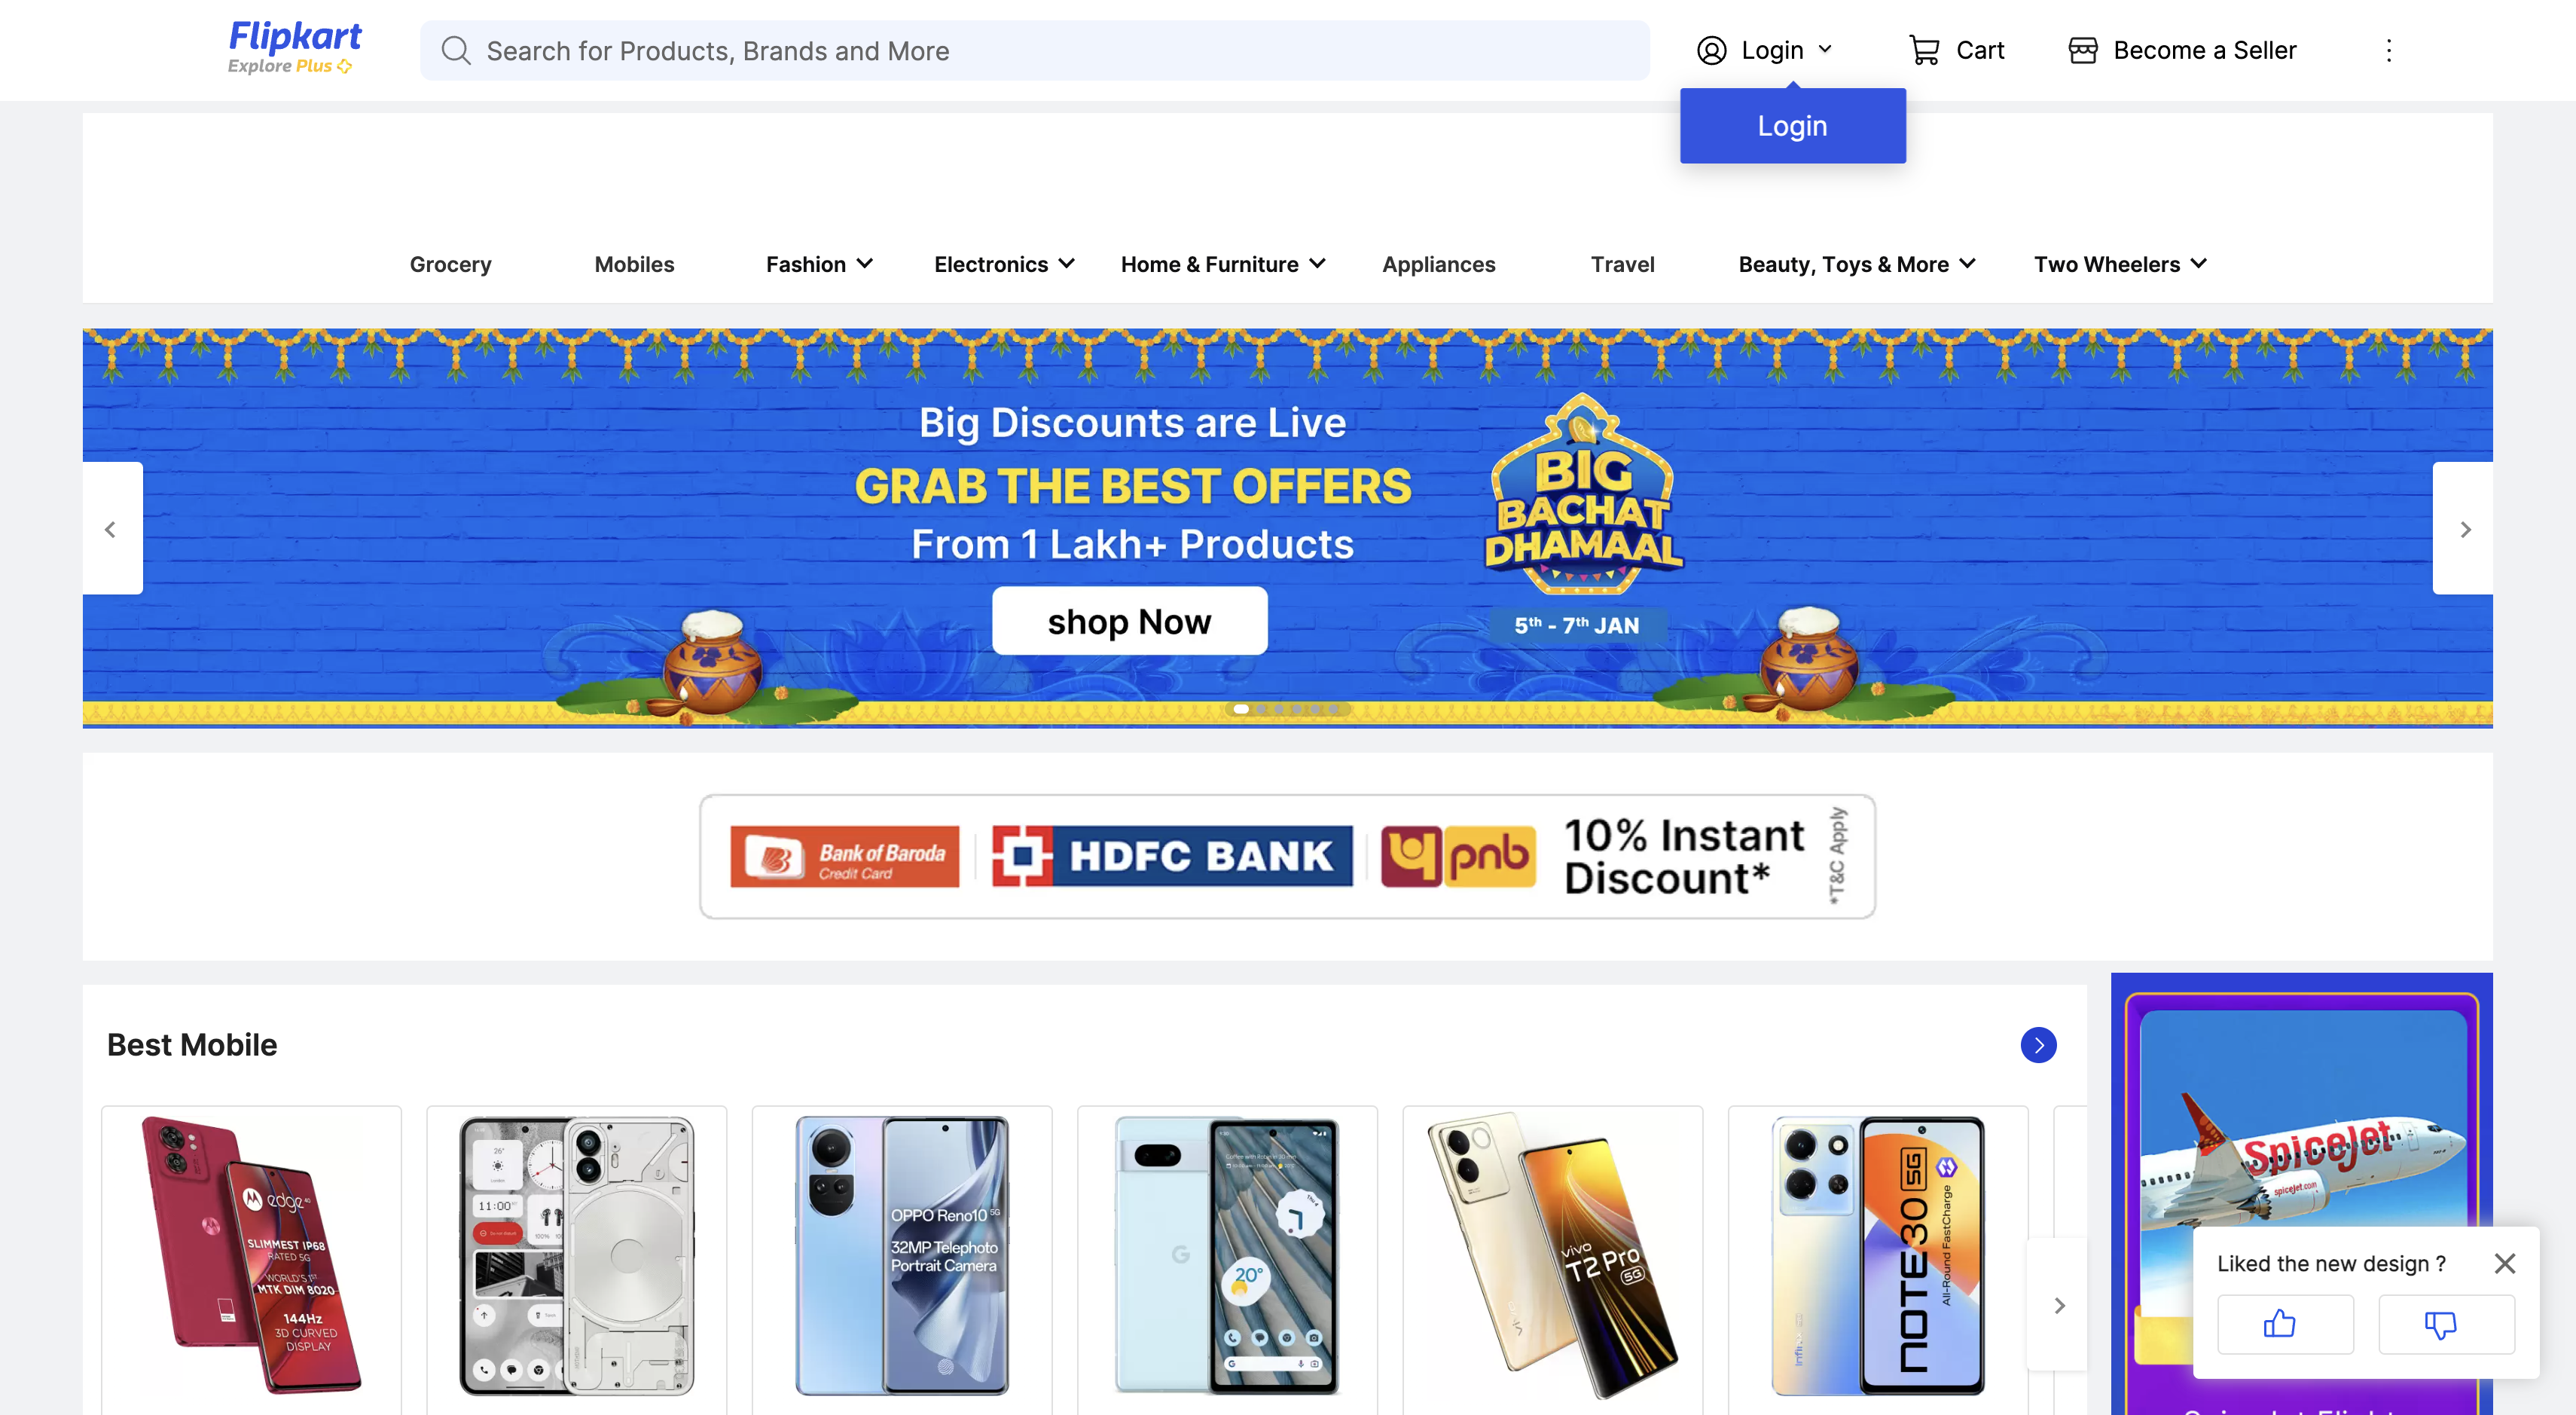 Flipkart
Explore Plus
Search for Products, Brands and More
Login
Cart
Become a Seller
Login
Grocery
Mobiles
Fashion
Electronics
Home & Furniture
Appliances
Travel
Beauty, Toys & More
Two Wheelers
Big Discounts are Live
GRAB THE BEST OFFERS
From 1 Lakh+ Products
shop Now
BIG
BACHAT
DHAMAAL
5th - 7th JAN
Bank of Baroda
Credit Card
HDFC BANK
pnb
10% Instant
Discount*
*T&C Apply
Best Mobile
edge 40
SLIMMEST IP68
RATED 5G
WORLD'S 1ST
MTK DIM 8020
144Hz
3D CURVED
DISPLAY
26°
11:00
OPPO Reno10 5G
32MP Telephoto
Portrait Camera
20°
vivo
T2 Pro
5G
NOTE30 5G
All-Round FastCharge
Infinix
SpiceJet
spicejet.com
Liked the new design ?